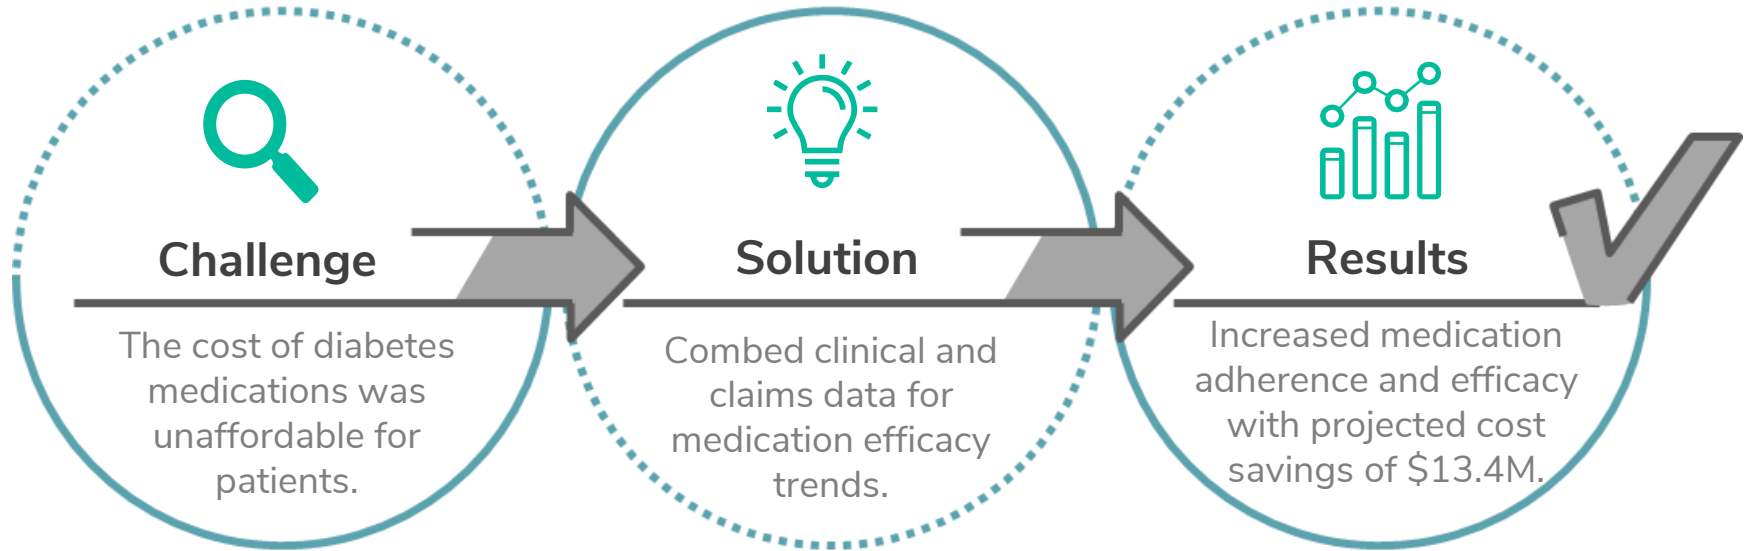 Challenge
The cost of diabetes
medications was
unaffordable for
patients.
Solution
Combed clinical and
claims data for
medication efficacy
trends.
Results
Increased medication
adherence and efficacy
with projected cost
savings of $13.4M.